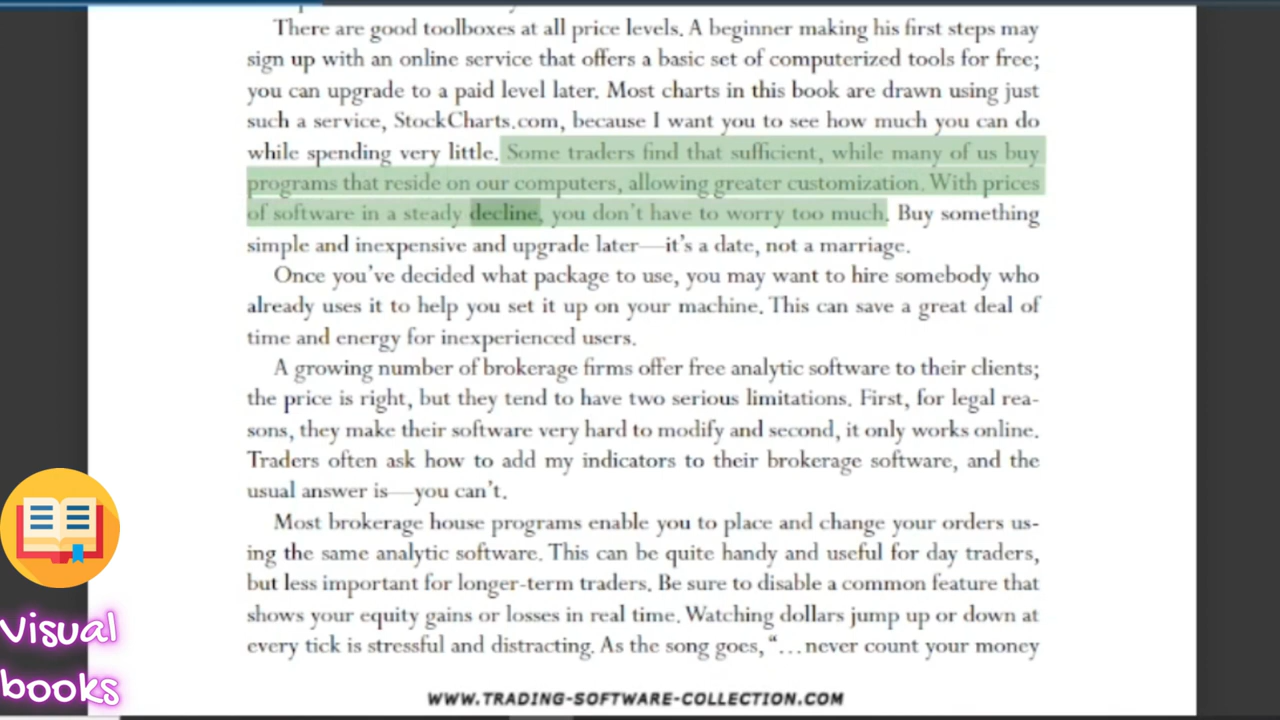 There are good toolboxes at all price levels. A beginner making his first steps may
sign up with an online service that offers a basic set of computerized tools for free;
you can upgrade to a paid level later. Most charts in this book are drawn using just
such a service, StockCharts.com, because I want you to see how much you can do
while spending very little. Some traders find that sufficient, while many of us buy
programs that reside on our computers, allowing greater customization. With prices
of software in a steady decline, you don't have to worry too much. Buy something
simple and inexpensive and upgrade later—it's a date, not a marriage.
Once you've decided what package to use, you may want to hire somebody who
already uses it to help you set it up on your machine. This can save a great deal of
time and energy for inexperienced users.
A growing number of brokerage firms offer free analytic software to their clients;
the price is right, but they tend to have two serious limitations. First, for legal rea-
sons, they make their software very hard to modify and second, it only works online.
Traders often ask how to add my indicators to their brokerage software, and the
usual answer is—you can't.
Most brokerage house programs enable you to place and change your orders us-
ing the same analytic software. This can be quite handy and useful for day traders,
but less important for longer-term traders. Be sure to disable a common feature that
shows your equity gains or losses in real time. Watching dollars jump up or down at
every tick is stressful and distracting. As the song goes, “…never count your money
WWW.TRADING-SOFTWARE-COLLECTION.COM
Visual
books